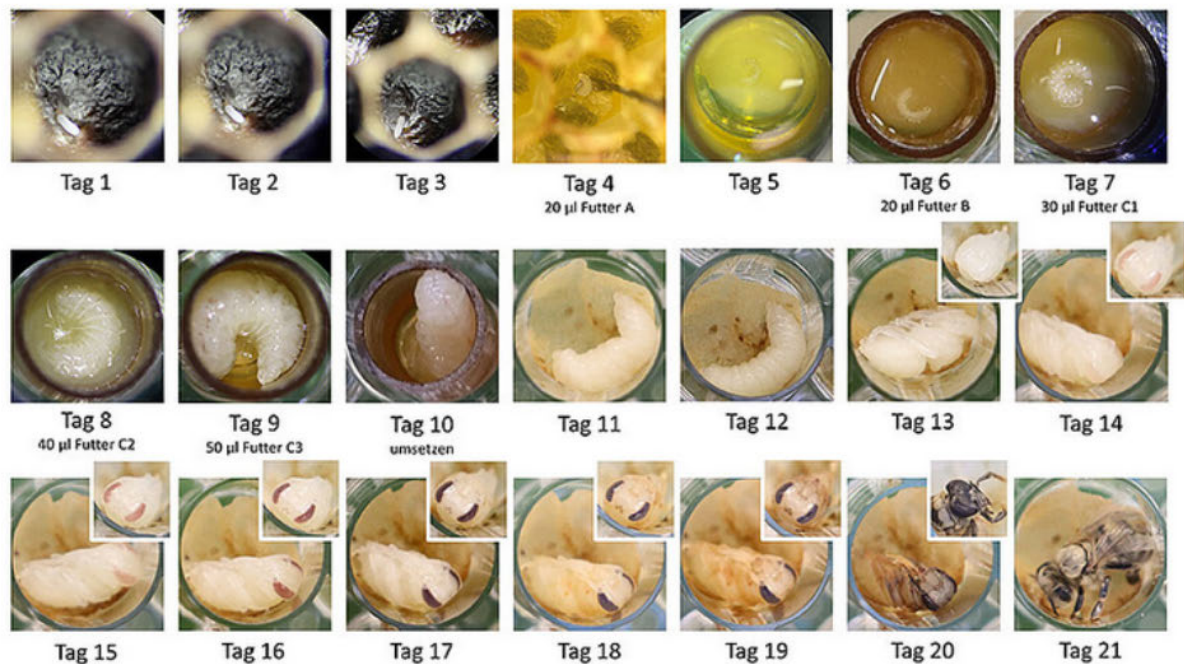 Tag 1
Tag 2
Tag 3
Tag 4
Tag 5
Tag 6
Tag 7
20 µl Futter A
20 µl Futter B
30 µl Futter C1
Tag 8
Tag 9
Tag 10
Tag 11
Tag 12
Tag 13
Tag 14
40 µl Futter C2
50 µl Futter C3
umsetzen
Tag 15
Tag 16
Tag 17
Tag 18
Tag 19
Tag 20
Tag 21